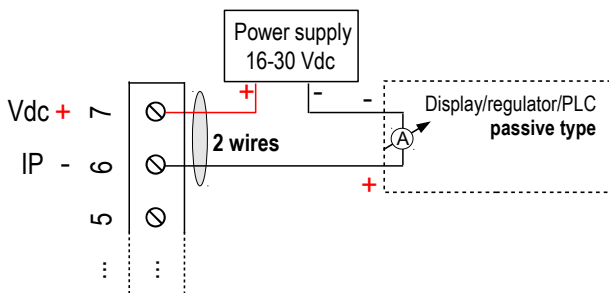 Power supply
16-30 Vdc
+ - -
Vdc + 7
Display/regulator/PLC
passive type
2 wires
A
IP - 6
+
5
... ...